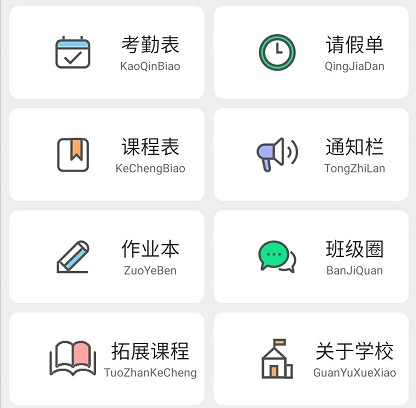 考勤表
KaoQinBiao
请假单
QingJiaDan
课程表
KeChengBiao
通知栏
TongZhiLan
作业本
ZuoYeBen
班级圈
BanJiQuan
拓展课程
TuoZhanKeCheng
关于学校
GuanYuXueXiao